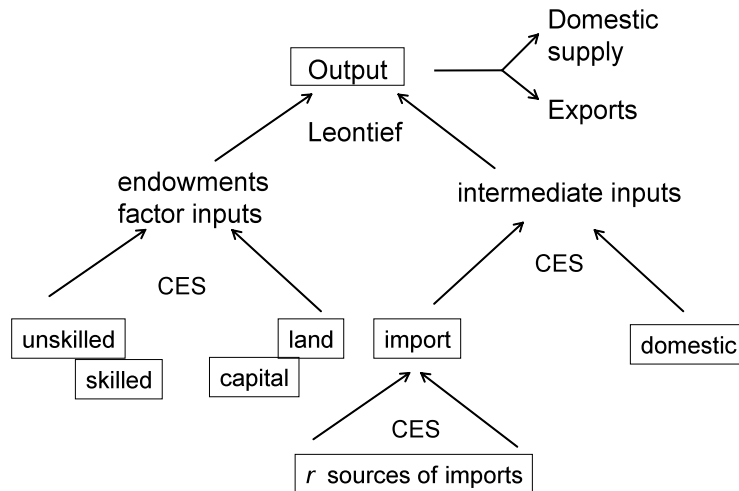 Domestic
supply
Output
Exports
Leontief
endowments
factor inputs
intermediate inputs
CES
CES
unskilled
land
import
domestic
skilled
capital
CES
r sources of imports